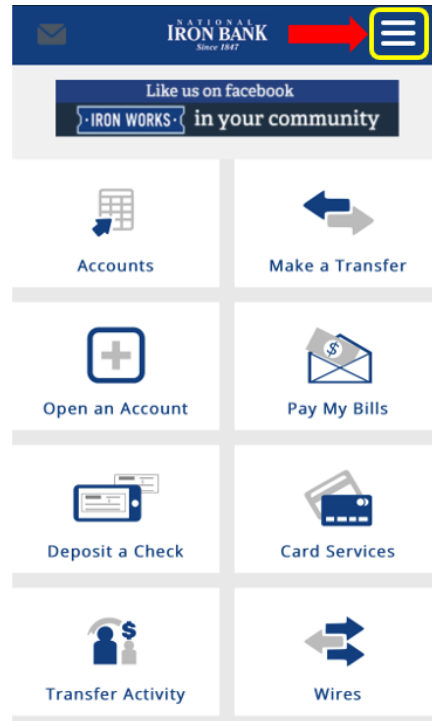 NATIONAL
IRON BANK
Since 1847
Like us on facebook
·IRON WORKS· in your community
Accounts
Make a Transfer
Open an Account
$
Pay My Bills
Deposit a Check
Card Services
$
Transfer Activity
Wires